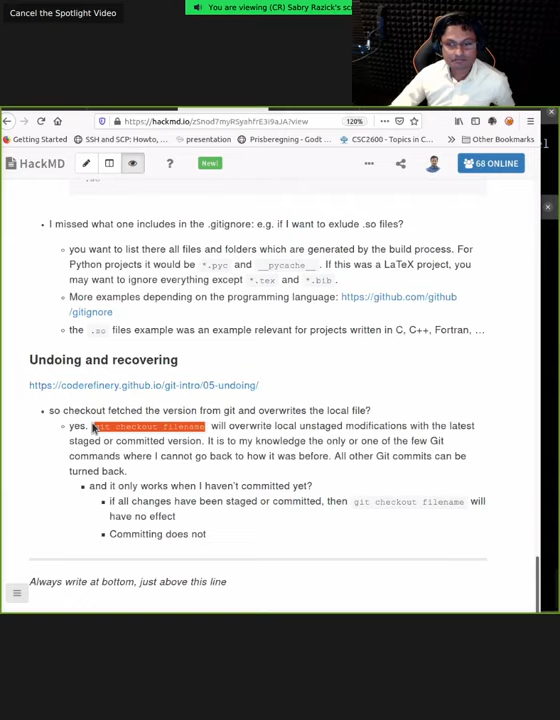 Cancel the Spotlight Video
You are viewing (CR) Sabry Razick's sc
https://hackmd.io/zSnod7myRSyahfrE3i9aJA/view
120%
Getting Started
SSH and SCP: Howto, ...
presentation
Prisberegning - Godt ...
CSC2600 - Topics in C...
Other Bookmarks
HackMD
New!
68 ONLINE
.so
I missed what one includes in the .gitignore: e.g. if I want to exlude .so files?
you want to list there all files and folders which are generated by the build process. For
Python projects it would be *.pyc and __pycache__. If this was a LaTeX project, you
may want to ignore everything except *.tex and *.bib.
More examples depending on the programming language: https://github.com/github
/gitignore
the .so files example was an example relevant for projects written in C, C++, Fortran, …
Undoing and recovering
https://coderefinery.github.io/git-intro/05-undoing/
so checkout fetched the version from git and overwrites the local file?
yes. git checkout filename will overwrite local unstaged modifications with the latest
staged or committed version. It is to my knowledge the only or one of the few Git
commands where I cannot go back to how it was before. All other Git commits can be
turned back.
and it only works when I haven't committed yet?
if all changes have been staged or committed, then git checkout filename will
have no effect
Committing does not
Always write at bottom, just above this line